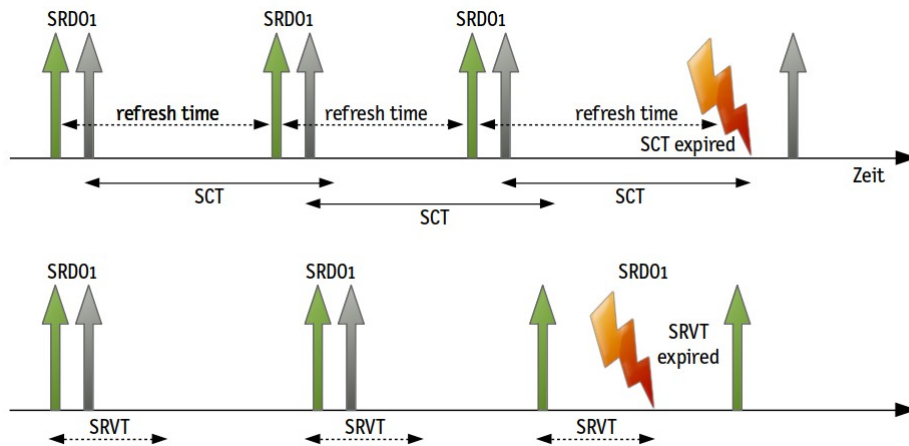 SRDO1 SRDO1 SRDO1
refresh time refresh time refresh time
SCT expired
Zeit
SCT SCT
SCT
SRDO1 SRDO1 SRDO1
SRVT
expired
SRVT SRVT SRVT